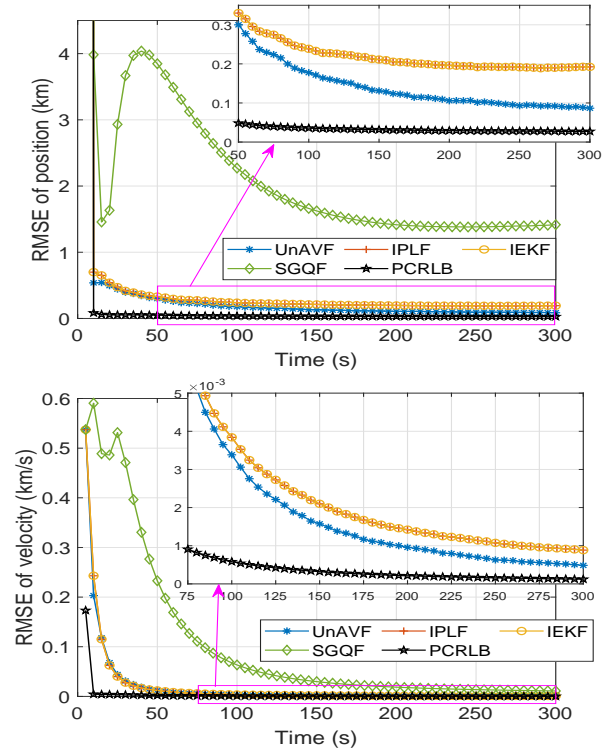 RMSE of position (km)
4
3
2
1
0
0.3
0.2
0.1
0
50 100 150 200 250 300
UnAVF IPLF IEKF
SGQF PCRLB
0 50 100 150 200 250 300
Time (s)
RMSE of velocity (km/s)
0.6
0.5
0.4
0.3
0.2
0.1
0
×10⁻³
5
4
3
2
1
0
75 100 125 150 175 200 225 250 275 300
UnAVF IPLF IEKF
SGQF PCRLB
0 50 100 150 200 250 300
Time (s)